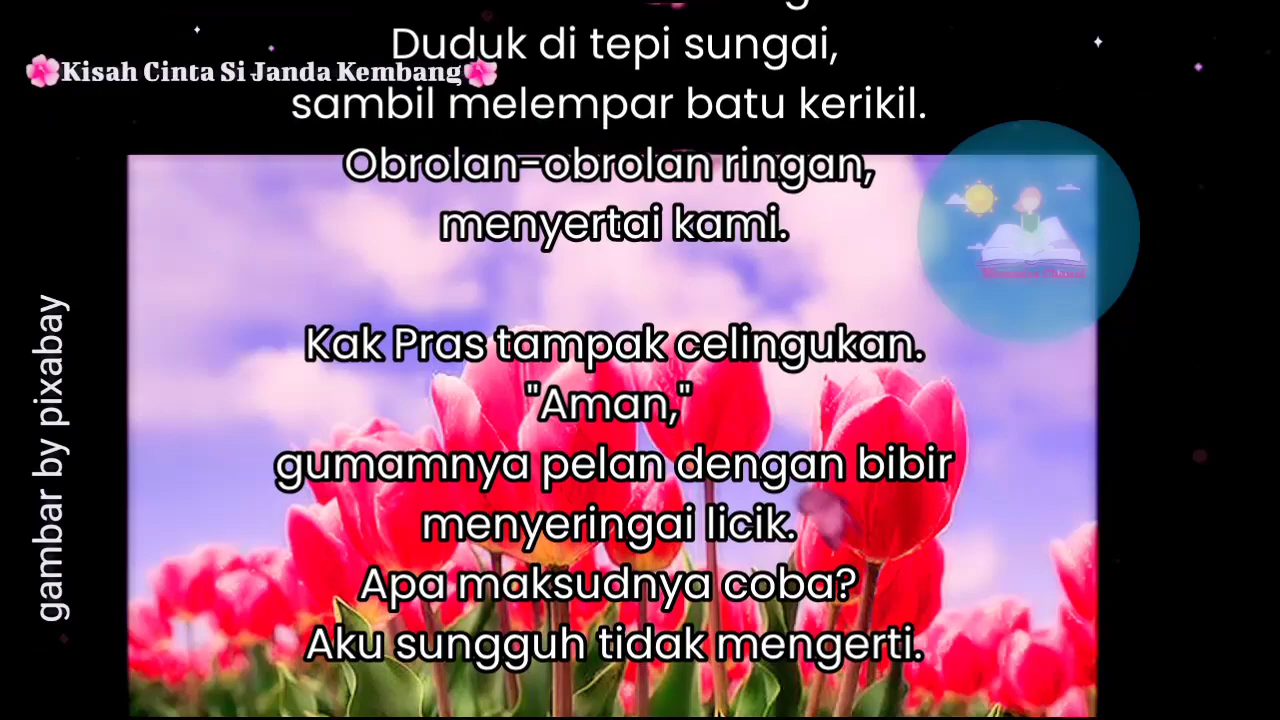 Duduk di tepi sungai,
🌺Kisah Cinta Si Janda Kembang🌺
sambil melempar batu kerikil.
Obrolan-obrolan ringan,
menyertai kami.
Kak Pras tampak celingukan.
"Aman,"
gumamnya pelan dengan bibir
menyeringai licik.
Apa maksudnya coba?
Aku sungguh tidak mengerti.
gambar by pixabay